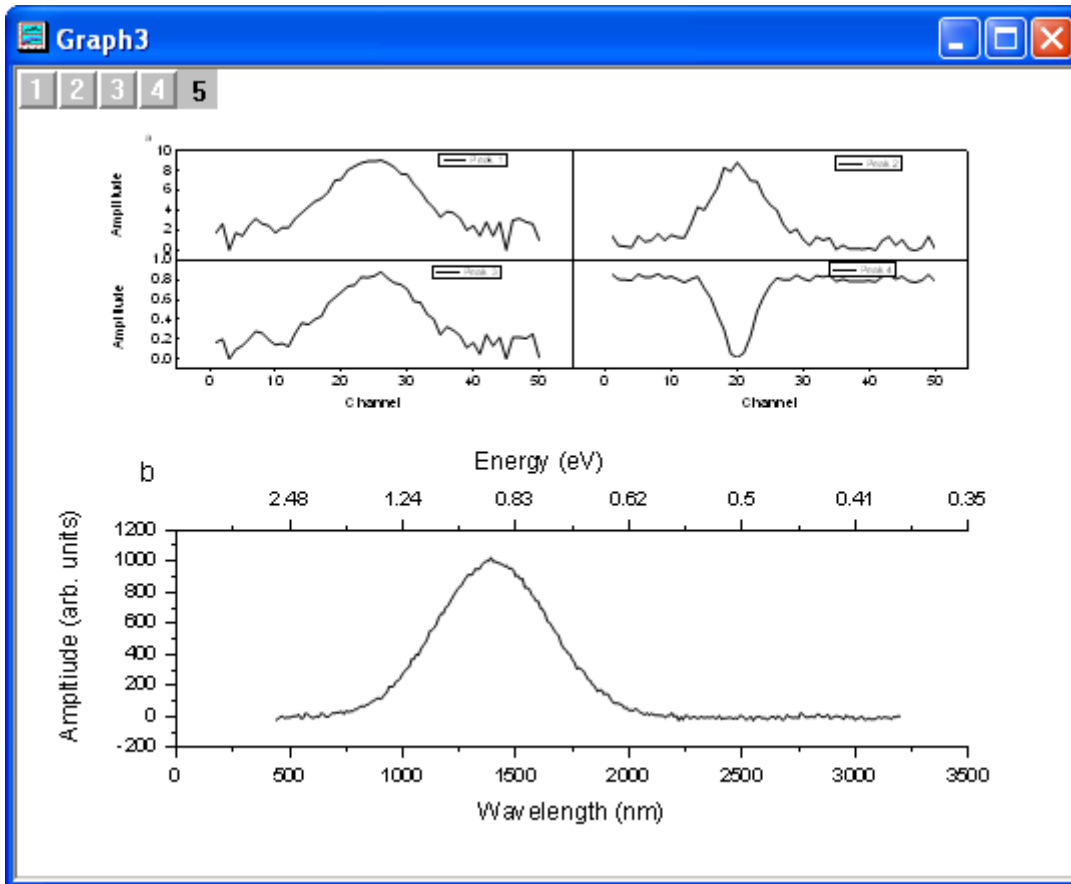 Graph3
1 2 3 4 5
a
10
8
6
4
2
0
Amplitude
Peak 1
Peak 2
1.0
0.8
0.6
0.4
0.2
0.0
Amplitude
Peak 3
Peak 4
0 10 20 30 40 50
0 10 20 30 40 50
Channel
Channel
b
Energy (eV)
2.48 1.24 0.83 0.62 0.5 0.41 0.35
1200
1000
800
600
400
200
0
-200
Ampltiude (arb. units)
0 500 1000 1500 2000 2500 3000 3500
Wavelength (nm)